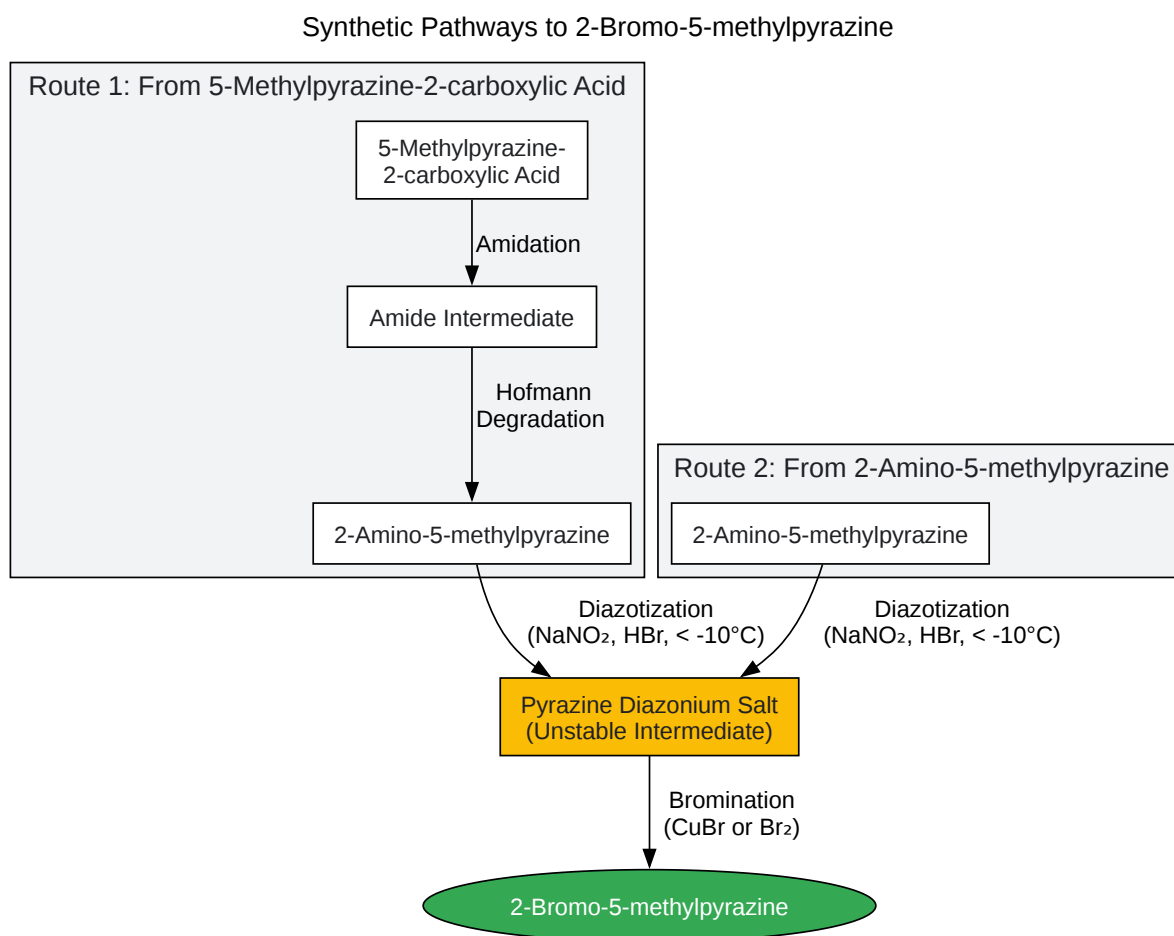 Synthetic Pathways to 2-Bromo-5-methylpyrazine
Route 1: From 5-Methylpyrazine-2-carboxylic Acid
5-Methylpyrazine-
2-carboxylic Acid
Amidation
Amide Intermediate
Hofmann
Degradation
2-Amino-5-methylpyrazine
Route 2: From 2-Amino-5-methylpyrazine
2-Amino-5-methylpyrazine
Diazotization
(NaNO₂, HBr, < -10°C)
Diazotization
(NaNO₂, HBr, < -10°C)
Pyrazine Diazonium Salt
(Unstable Intermediate)
Bromination
(CuBr or Br₂)
2-Bromo-5-methylpyrazine